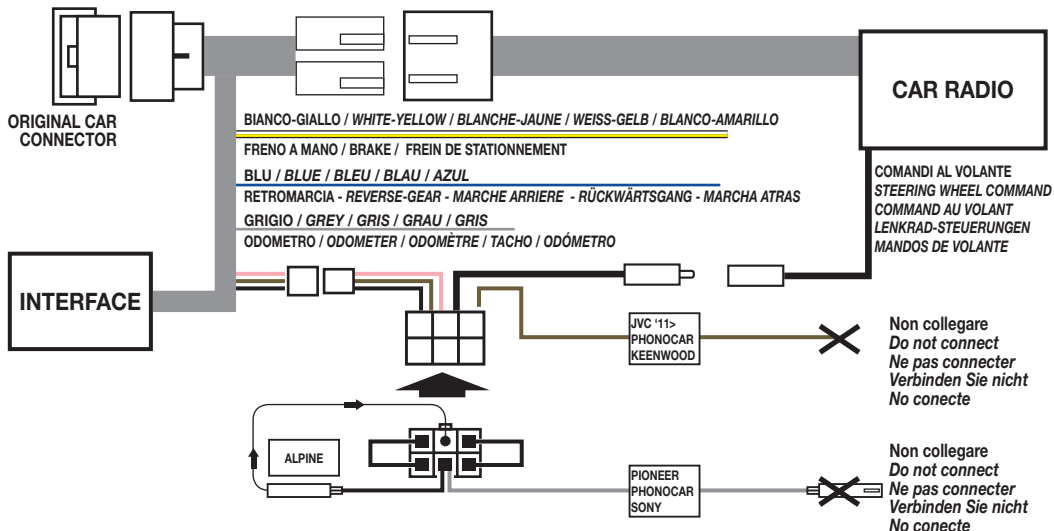 ORIGINAL CAR
CONNECTOR
CAR RADIO
BIANCO-GIALLO / WHITE-YELLOW / BLANCHE-JAUNE / WEISS-GELB / BLANCO-AMARILLO
FRENO A MANO / BRAKE / FREIN DE STATIONNEMENT
BLU / BLUE / BLEU / BLAU / AZUL
RETROMARCIA - REVERSE-GEAR - MARCHE ARRIERE - RÜCKWÄRTSGANG - MARCHA ATRAS
GRIGIO / GREY / GRIS / GRAU / GRIS
ODOMETRO / ODOMETER / ODOMÈTRE / TACHO / ODÓMETRO
COMANDI AL VOLANTE
STEERING WHEEL COMMAND
COMMAND AU VOLANT
LENKRAD-STEUERUNGEN
MANDOS DE VOLANTE
INTERFACE
JVC '11>
PHONOCAR
KEENWOOD
Non collegare
Do not connect
Ne pas connecter
Verbinden Sie nicht
No conecte
ALPINE
PIONEER
PHONOCAR
SONY
Non collegare
Do not connect
Ne pas connecter
Verbinden Sie nicht
No conecte